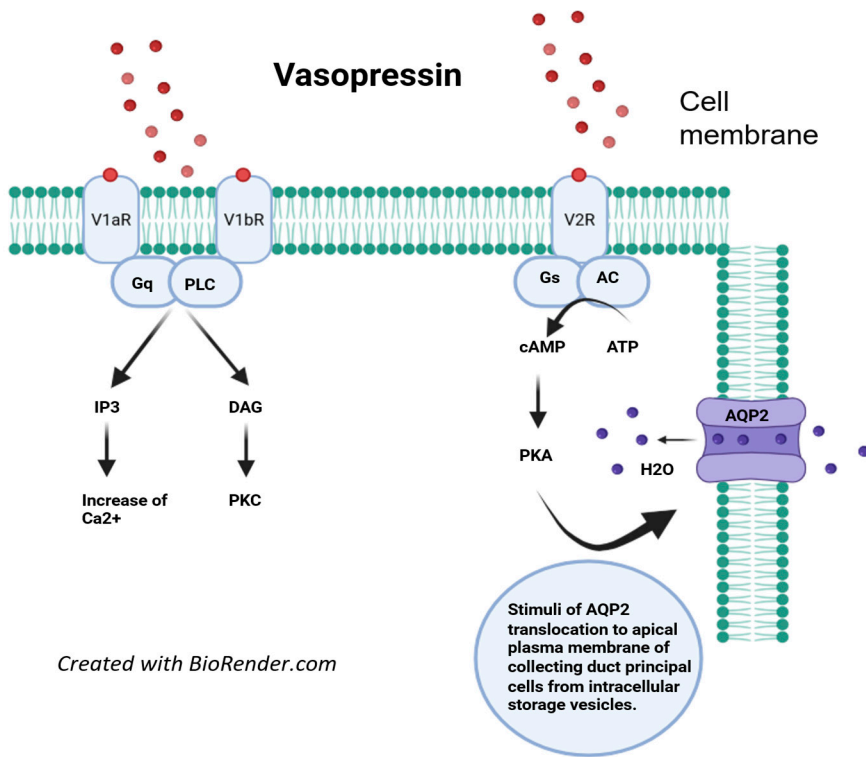 Vasopressin
Cell
membrane
V1aR
V1bR
V2R
Gq
PLC
Gs
AC
cAMP
ATP
IP3
DAG
AQP2
PKA
H2O
Increase of
Ca2+
PKC
Stimuli of AQP2
translocation to apical
plasma membrane of
collecting duct principal
cells from intracellular
storage vesicles.
Created with BioRender.com